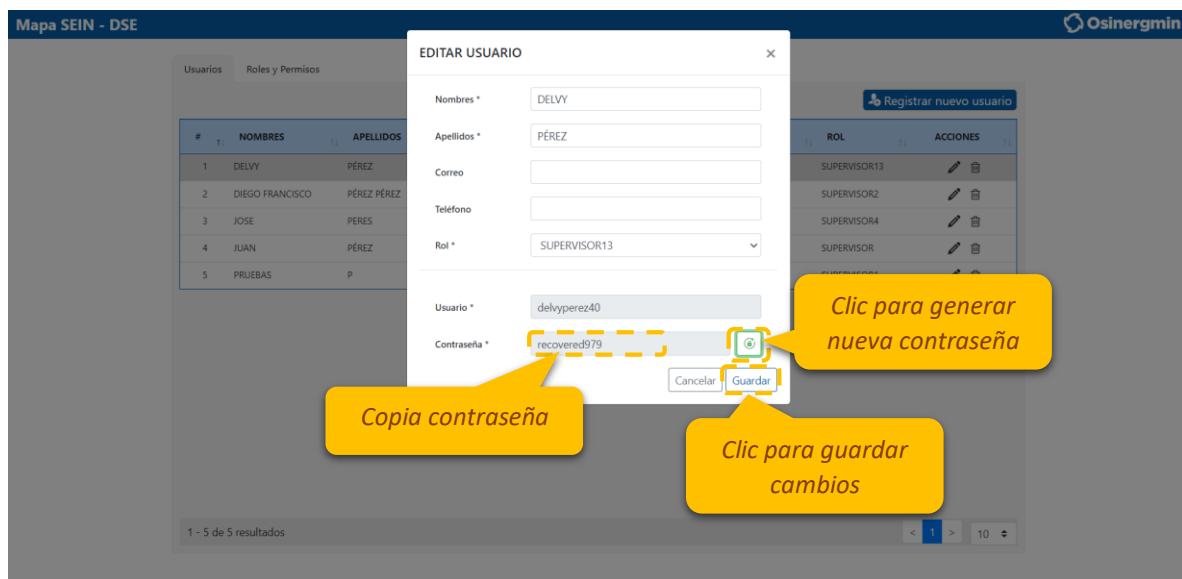 Mapa SEIN - DSE
Osinergmin
EDITAR USUARIO ×
Usuarios Roles y Permisos
Registrar nuevo usuario
Nombres * DELVY
Apellidos * PÉREZ
Correo
Teléfono
Rol * SUPERVISOR13
Usuario * delvyperez40
Contraseña * recovered979
Cancelar Guardar
# NOMBRES APELLIDOS ROL ACCIONES
1 DELVY PÉREZ SUPERVISOR13
2 DIEGO FRANCISCO PÉREZ PÉREZ SUPERVISOR2
3 JOSE PERES SUPERVISOR4
4 JUAN PÉREZ SUPERVISOR
5 PRUEBAS P
Clic para generar
nueva contraseña
Copia contraseña
Clic para guardar
cambios
1 - 5 de 5 resultados
< 1 > 10